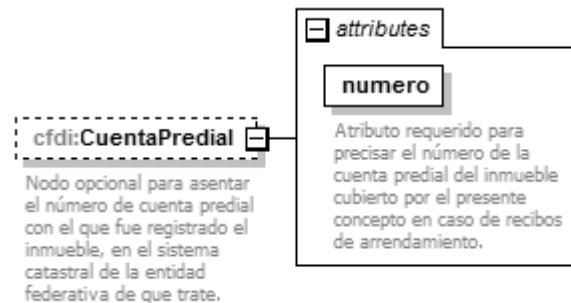 attributes
numero
Atributo requerido para
precisar el número de la
cuenta predial del inmueble
cubierto por el presente
concepto en caso de recibos
de arrendamiento.
cfdi:CuentaPredial
Nodo opcional para asentar
el número de cuenta predial
con el que fue registrado el
inmueble, en el sistema
catastral de la entidad
federativa de que trate.